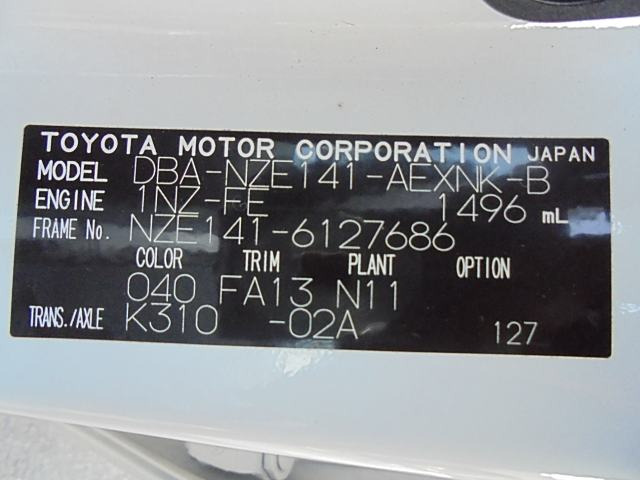 TOYOTA MOTOR CORPORATION JAPAN
MODEL DBA-NZE141-AEXNK-B
ENGINE 1NZ-FE 1496 mL
FRAME No. NZE141-6127686
COLOR TRIM PLANT OPTION
040 FA13 N11
TRANS./AXLE K310 -02A 127